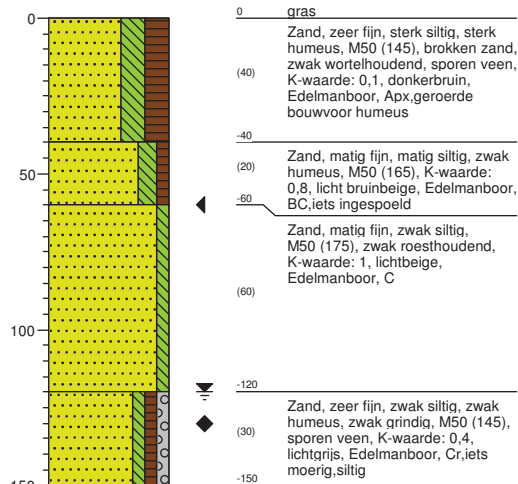 0
50
100
150
0
gras
(40)
Zand, zeer fijn, sterk siltig, sterk
humeus, M50 (145), brokken zand,
zwak wortelhoudend, sporen veen,
K-waarde: 0,1, donkerbruin,
Edelmanboor, Apx,geroerde
bouwvoor humeus
-40
(20)
Zand, matig fijn, matig siltig, zwak
humeus, M50 (165), K-waarde:
0,8, licht bruinbeige, Edelmanboor,
BC,iets ingespoeld
-60
(60)
Zand, matig fijn, zwak siltig,
M50 (175), zwak roesthoudend,
K-waarde: 1, lichtbeige,
Edelmanboor, C
-120
(30)
Zand, zeer fijn, zwak siltig, zwak
humeus, zwak grindig, M50 (145),
sporen veen, K-waarde: 0,4,
lichtgrijs, Edelmanboor, Cr,iets
moerig,siltig
-150